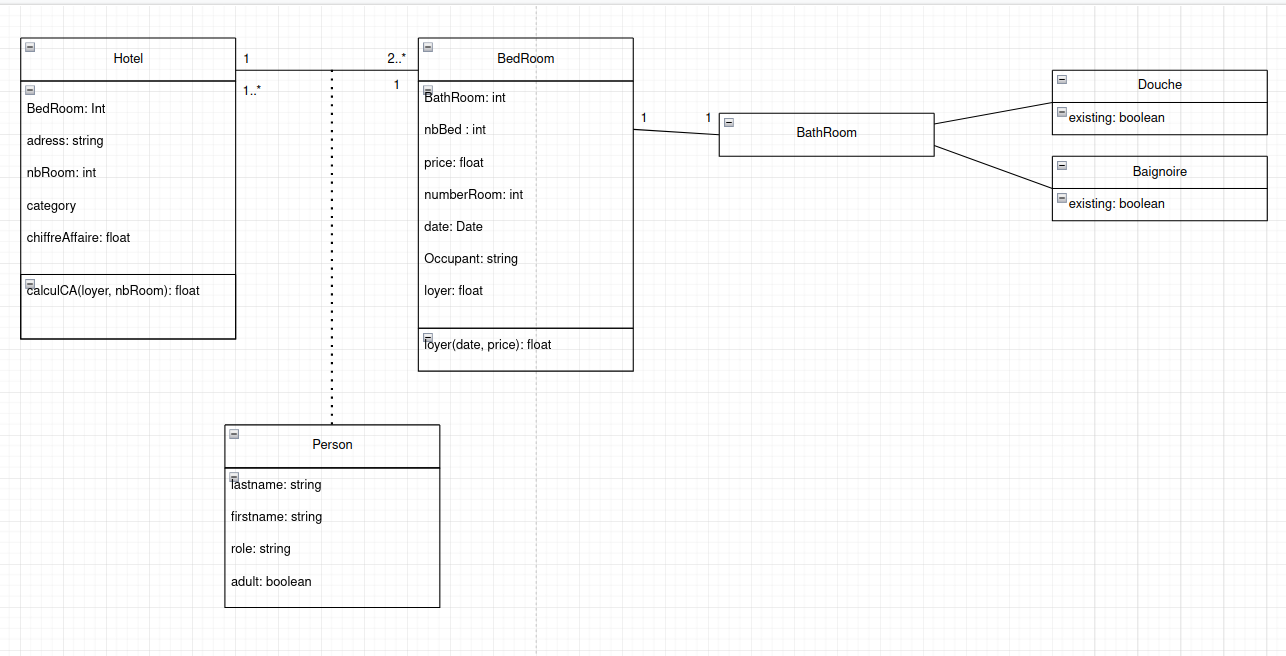 Hotel
1
2..*
1..*
1
BedRoom: Int
adress: string
nbRoom: int
category
chiffreAffaire: float
calculCA(loyer, nbRoom): float
BedRoom
BathRoom: int
nbBed : int
price: float
numberRoom: int
date: Date
Occupant: string
loyer: float
loyer(date, price): float
1
1
BathRoom
Douche
existing: boolean
Baignoire
existing: boolean
Person
lastname: string
firstname: string
role: string
adult: boolean